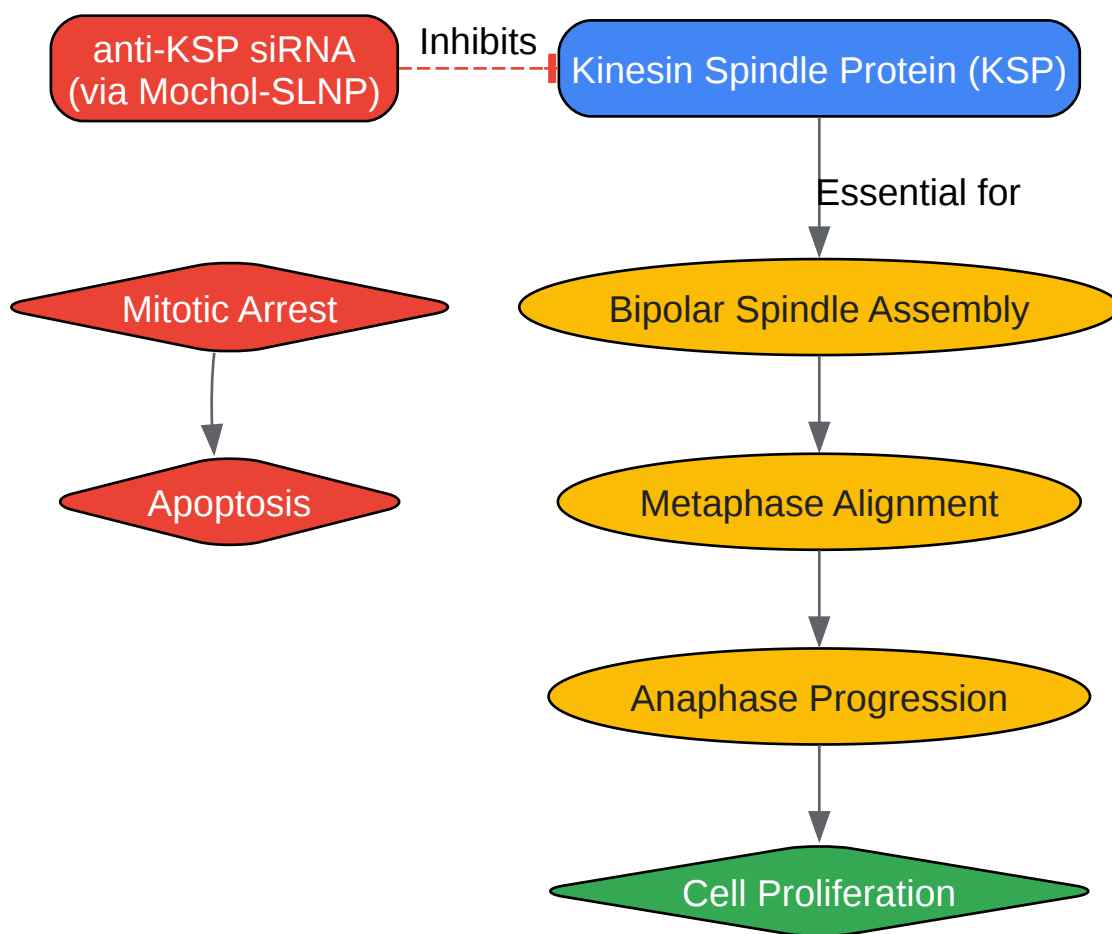 anti-KSP siRNA
(via Mochol-SLNP)
Inhibits
Kinesin Spindle Protein (KSP)
Essential for
Mitotic Arrest
Bipolar Spindle Assembly
Apoptosis
Metaphase Alignment
Anaphase Progression
Cell Proliferation